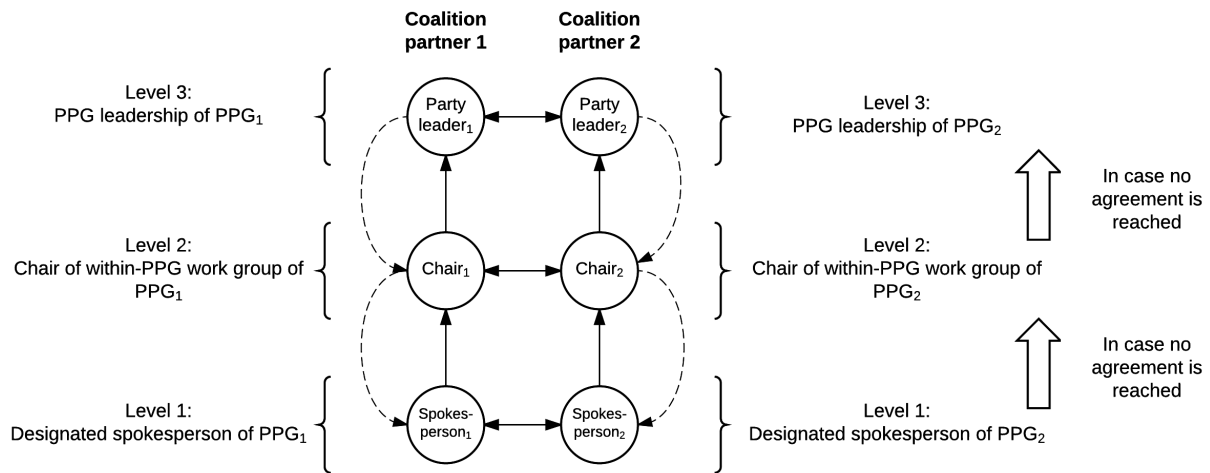 Coalition
partner 1
Coalition
partner 2
Level 3:
PPG leadership of PPG₁
Party
leader₁
Party
leader₂
Level 3:
PPG leadership of PPG₂
In case no
agreement is
reached
Level 2:
Chair of within-PPG work group of
PPG₁
Chair₁
Chair₂
Level 2:
Chair of within-PPG work group of
PPG₂
In case no
agreement is
reached
Level 1:
Designated spokesperson of PPG₁
Spokes-
person₁
Spokes-
person₂
Level 1:
Designated spokesperson of PPG₂